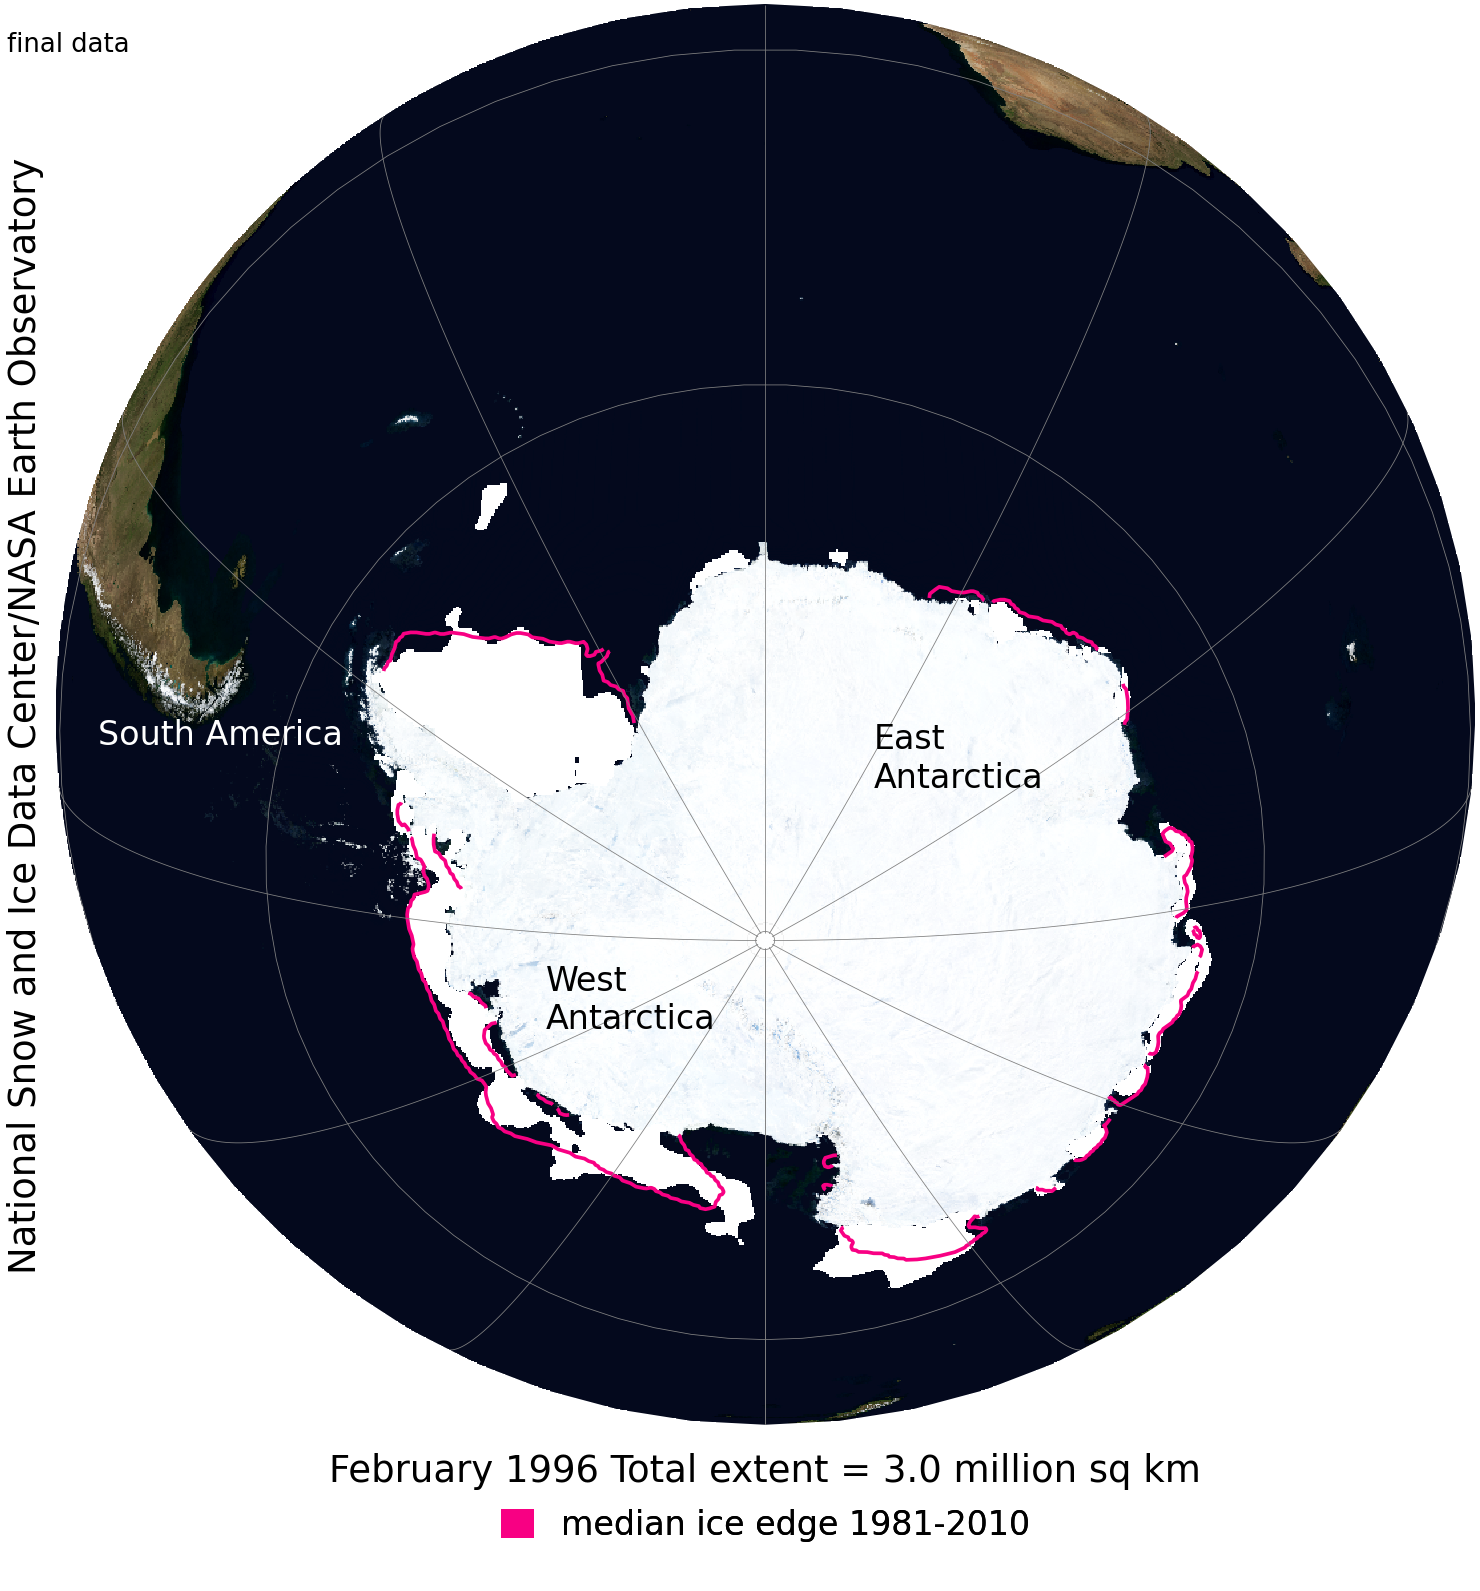 final data
National Snow and Ice Data Center/NASA Earth Observatory
South America
East
Antarctica
West
Antarctica
February 1996 Total extent = 3.0 million sq km
median ice edge 1981-2010